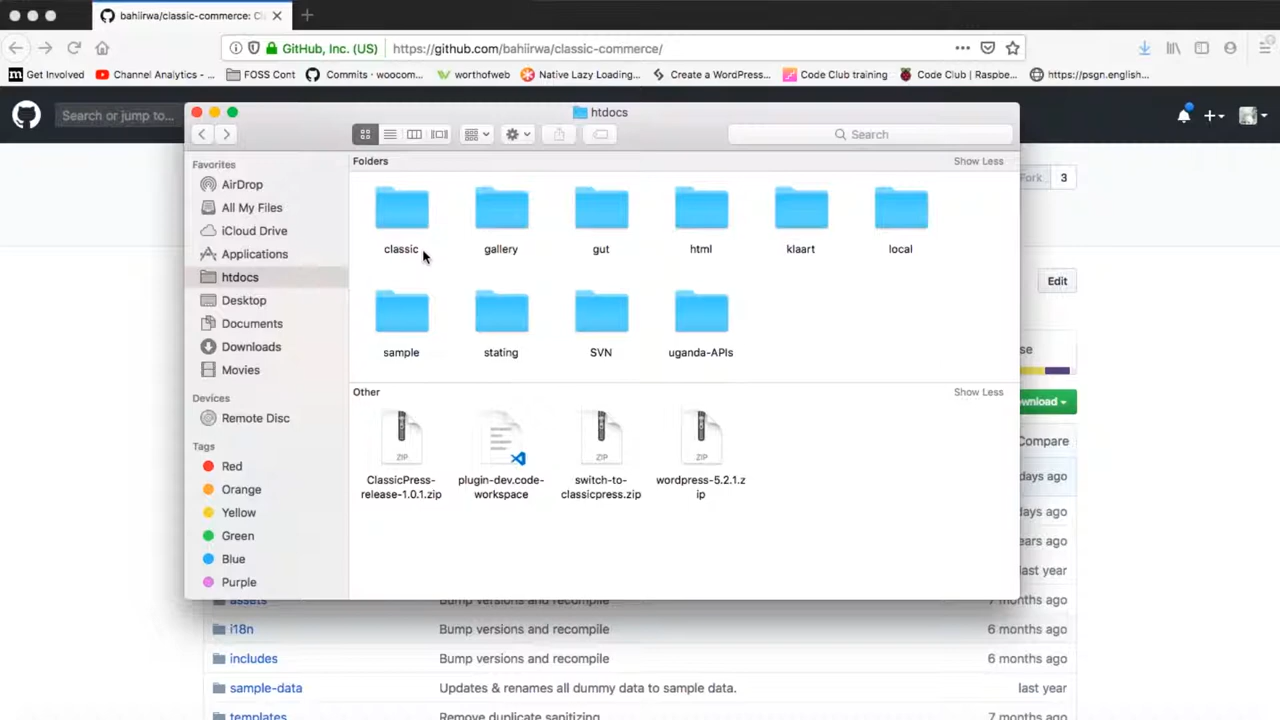 bahiirwa/classic-commerce: Cl
GitHub, Inc. (US)
https://github.com/bahiirwa/classic-commerce/
Get Involved
Channel Analytics - ...
FOSS Cont
Commits · woocom...
worthofweb
Native Lazy Loading...
Create a WordPress...
Code Club training
Code Club | Raspbe...
https://psgn.english...
Search or jump to...
htdocs
Search
Favorites
AirDrop
All My Files
iCloud Drive
Applications
htdocs
Desktop
Documents
Downloads
Movies
Devices
Remote Disc
Tags
Red
Orange
Yellow
Green
Blue
Purple
Folders
Show Less
classic
gallery
gut
html
klaart
local
sample
stating
SVN
uganda-APIs
Other
Show Less
ZIP
ZIP
ZIP
ClassicPress-
release-1.0.1.zip
plugin-dev.code-
workspace
switch-to-
classicpress.zip
wordpress-5.2.1.z
ip
Fork
3
Edit
se
wnload
Compare
days ago
days ago
ears ago
last year
assets
Bump versions and recompile
7 months ago
i18n
Bump versions and recompile
6 months ago
includes
Bump versions and recompile
6 months ago
sample-data
Updates & renames all dummy data to sample data.
last year
templates
Remove duplicate sanitizing
7 months ago